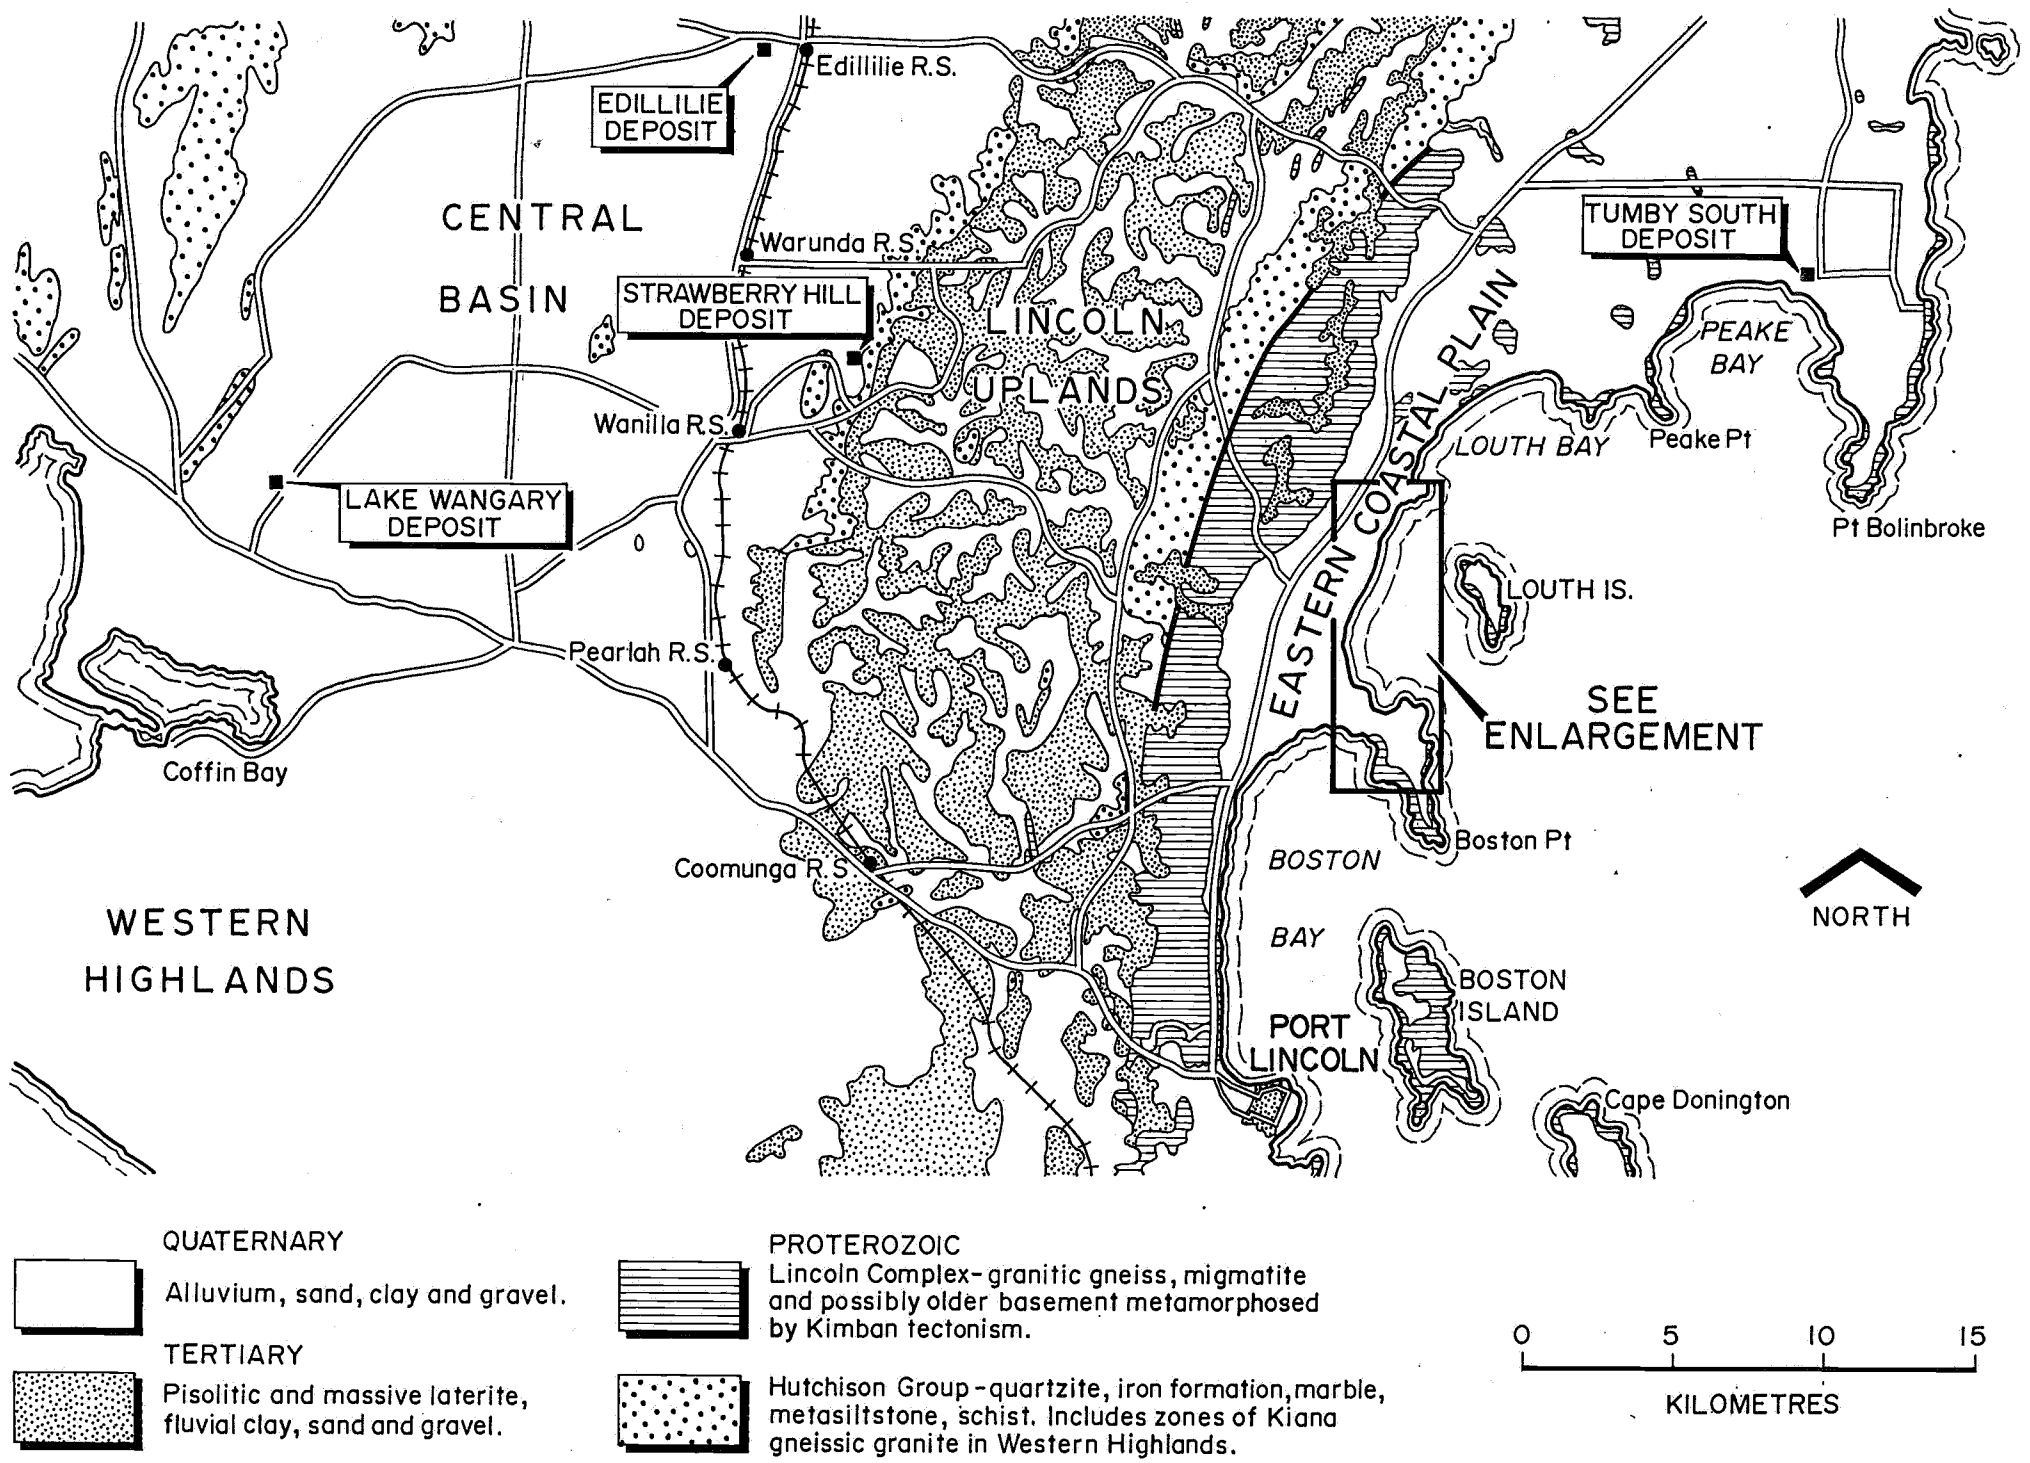 Edillilie R.S.
EDILLILIE
DEPOSIT
CENTRAL
BASIN
Warunda R.S.
STRAWBERRY HILL
DEPOSIT
TUMBY SOUTH
DEPOSIT
LINCOLN
UPLANDS
PEAKE
BAY
Wanilla R.S.
LOUTH BAY
Peake Pt
Pt Bolinbroke
LAKE WANGARY
DEPOSIT
EASTERN COASTAL PLAIN
LOUTH IS.
Pearlah R.S.
SEE
ENLARGEMENT
Coffin Bay
Coomunga R.S
BOSTON
BAY
Boston Pt
NORTH
WESTERN
HIGHLANDS
BOSTON
ISLAND
PORT
LINCOLN
Cape Donington
QUATERNARY
Alluvium, sand, clay and gravel.
TERTIARY
Pisolitic and massive laterite,
fluvial clay, sand and gravel.
PROTEROZOIC
Lincoln Complex-granitic gneiss, migmatite
and possibly older basement metamorphosed
by Kimban tectonism.
Hutchison Group-quartzite, iron formation, marble,
metasiltstone, schist. Includes zones of Kiana
gneissic granite in Western Highlands.
0 5 10 15
KILOMETRES